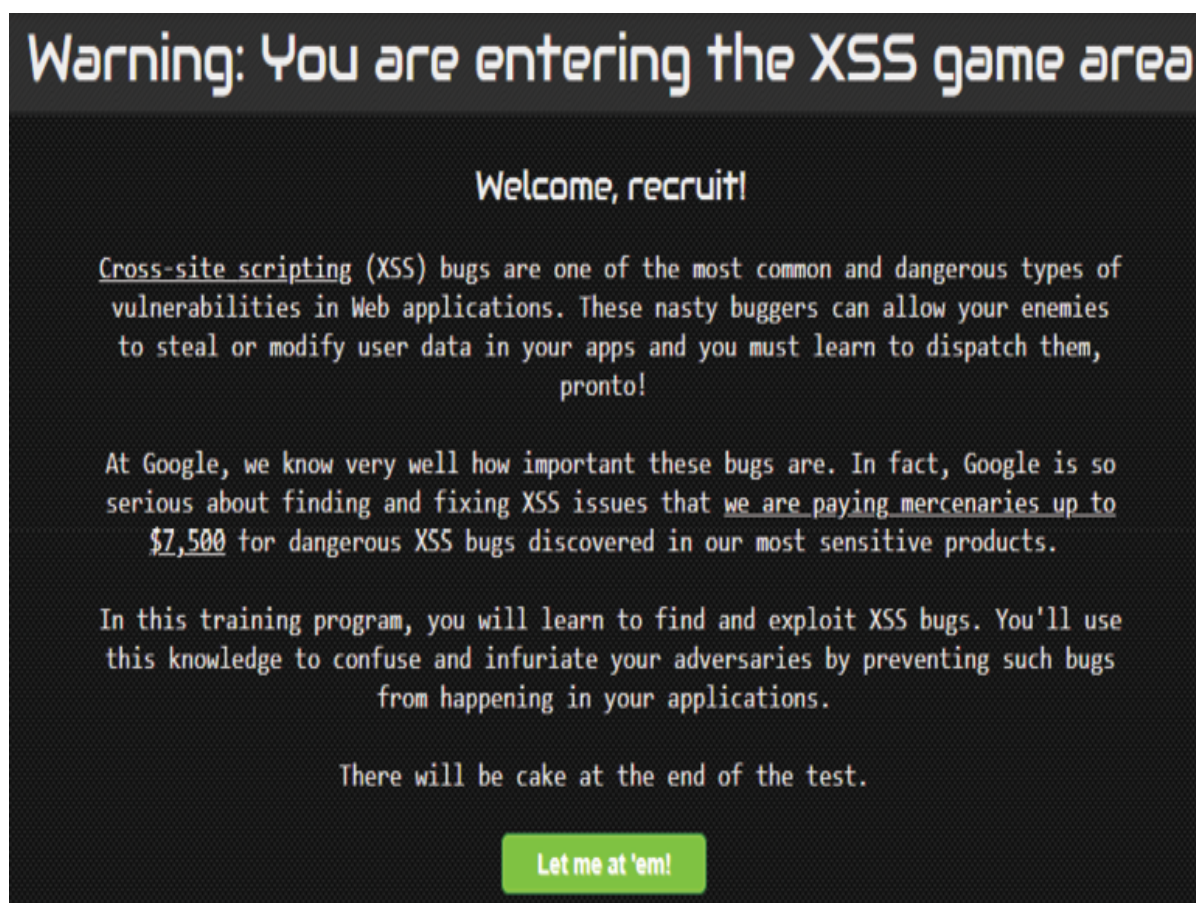 Warning: You are entering the XSS game area
Welcome, recruit!
Cross-site scripting (XSS) bugs are one of the most common and dangerous types of
vulnerabilities in Web applications. These nasty buggers can allow your enemies
to steal or modify user data in your apps and you must learn to dispatch them,
pronto!
At Google, we know very well how important these bugs are. In fact, Google is so
serious about finding and fixing XSS issues that we are paying mercenaries up to
$7,500 for dangerous XSS bugs discovered in our most sensitive products.
In this training program, you will learn to find and exploit XSS bugs. You'll use
this knowledge to confuse and infuriate your adversaries by preventing such bugs
from happening in your applications.
There will be cake at the end of the test.
Let me at 'em!